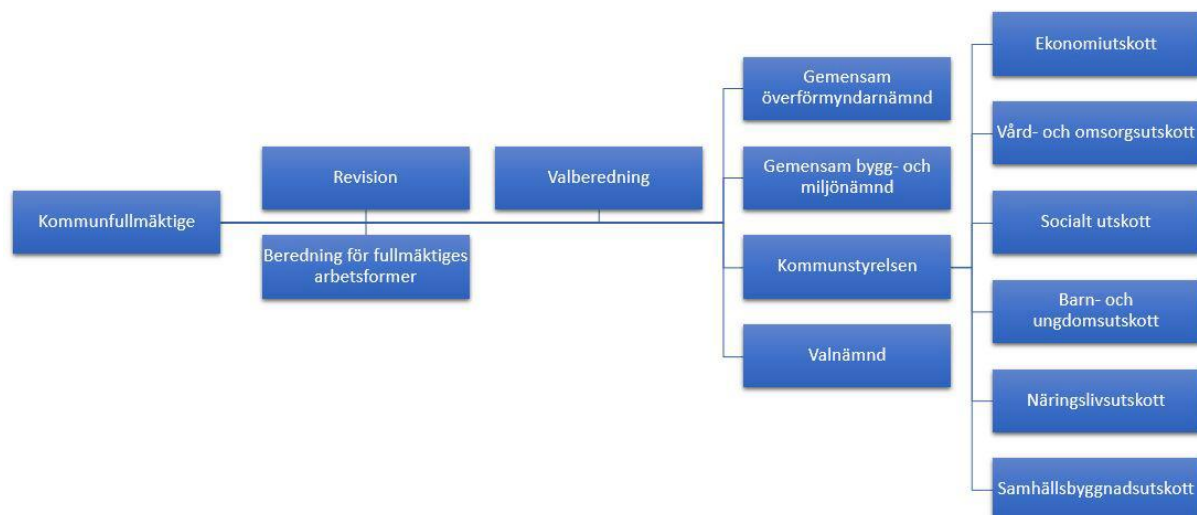 Kommunfullmäktige
Revision
Beredning för fullmäktiges
arbetsformer
Valberedning
Gemensam
överförmyndarnämnd
Gemensam bygg- och
miljönämnd
Kommunstyrelsen
Valnämnd
Ekonomiutskott
Vård- och omsorgsutskott
Socialt utskott
Barn- och
ungdomsutskott
Näringslivsutskott
Samhällsbyggnadsutskott